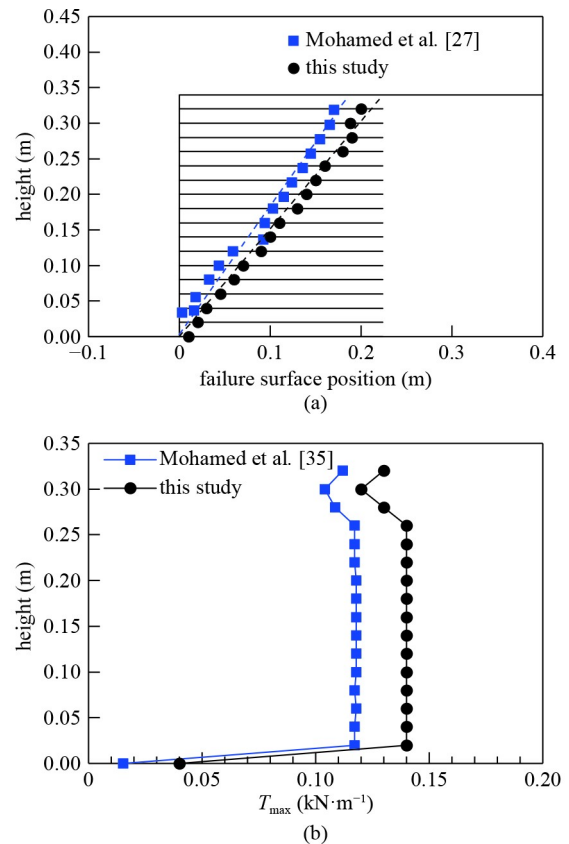 0.45
Mohamed et al. [27]
0.40
this study
0.35
0.30
0.25
height (m)
0.20
0.15
0.10
0.05
0.00
−0.1 0 0.1 0.2 0.3 0.4
failure surface position (m)
(a)
0.35
Mohamed et al. [35]
0.30
this study
0.25
0.20
height (m)
0.15
0.10
0.05
0.00
0 0.05 0.10 0.15 0.20
Tmax (kN·m⁻¹)
(b)